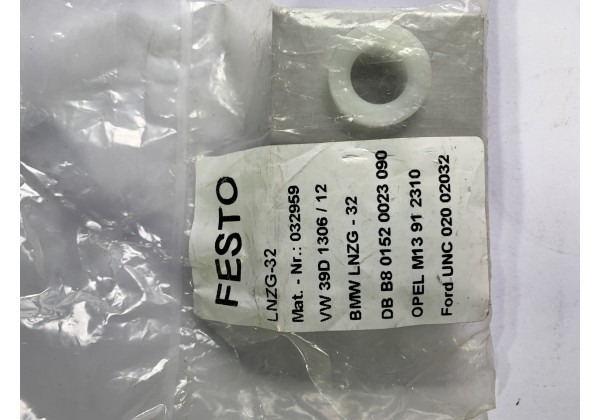 FESTO
LNZG-32
Mat. - Nr.: 032959
VW 39D 1306 / 12
BMW LNZG - 32
DB B8 0152 0023 090
OPEL M13 91 2310
Ford UNC 020 02032